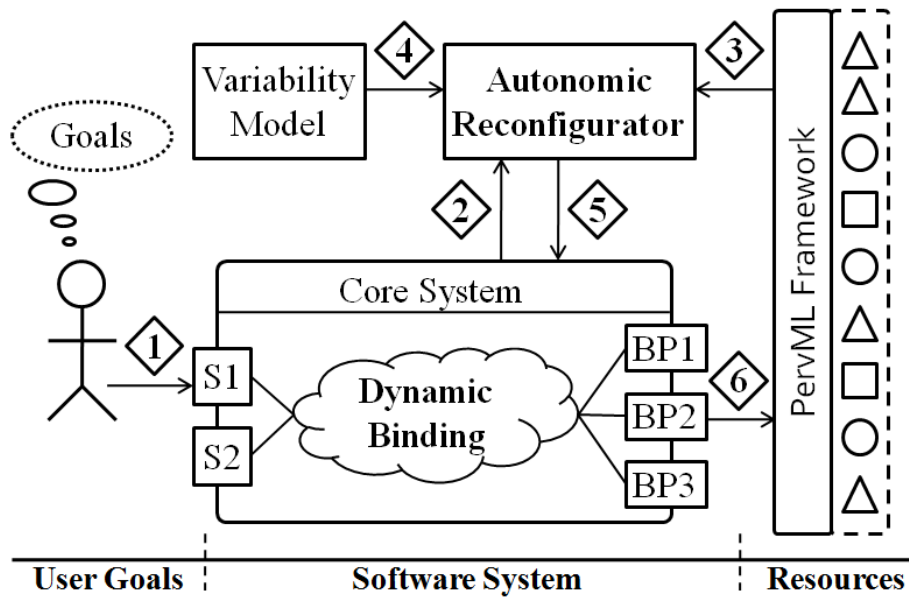 4
3
Variability
Model
Autonomic
Reconfigurator
Goals
2
5
PervML Framework
Core System
1
S1
S2
Dynamic
Binding
BP1
BP2
BP3
6
User Goals
Software System
Resources